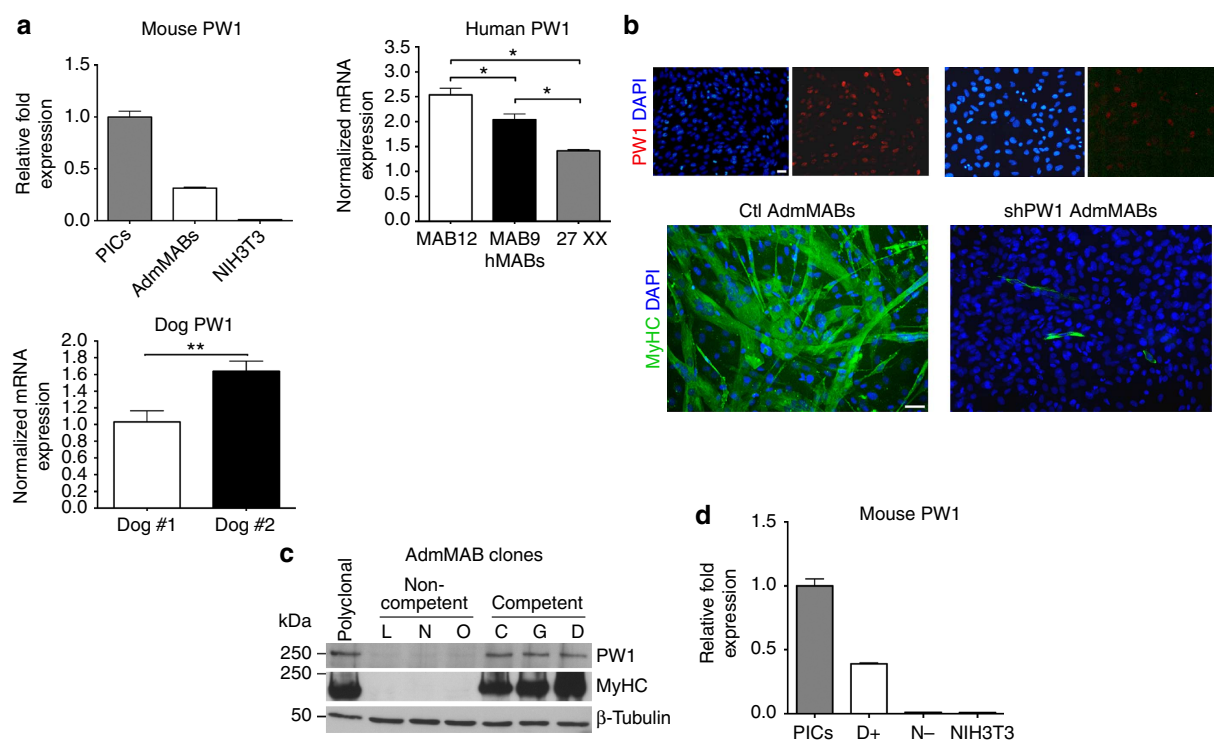 a
Mouse PW1
Relative fold
expression
1.5
1.0
0.5
0.0
PICs
AdmMABs
NIH3T3
Human PW1
Normalized mRNA
expression
3.5
3.0
2.5
2.0
1.5
1.0
0.5
0.0
*
*
*
MAB12
MAB9
27 XX
hMABs
Dog PW1
Normalized mRNA
expression
2.0
1.8
1.6
1.4
1.2
1.0
0.8
0.6
0.4
0.2
0.0
**
Dog #1
Dog #2
b
PW1 DAPI
Ctl AdmMABs
shPW1 AdmMABs
MyHC DAPI
c
AdmMAB clones
Polyclonal
Non-
competent
Competent
kDa
L N O C G D
250
PW1
250
MyHC
50
β-Tubulin
d
Mouse PW1
Relative fold
expression
1.5
1.0
0.5
0.0
PICs
D+
N−
NIH3T3